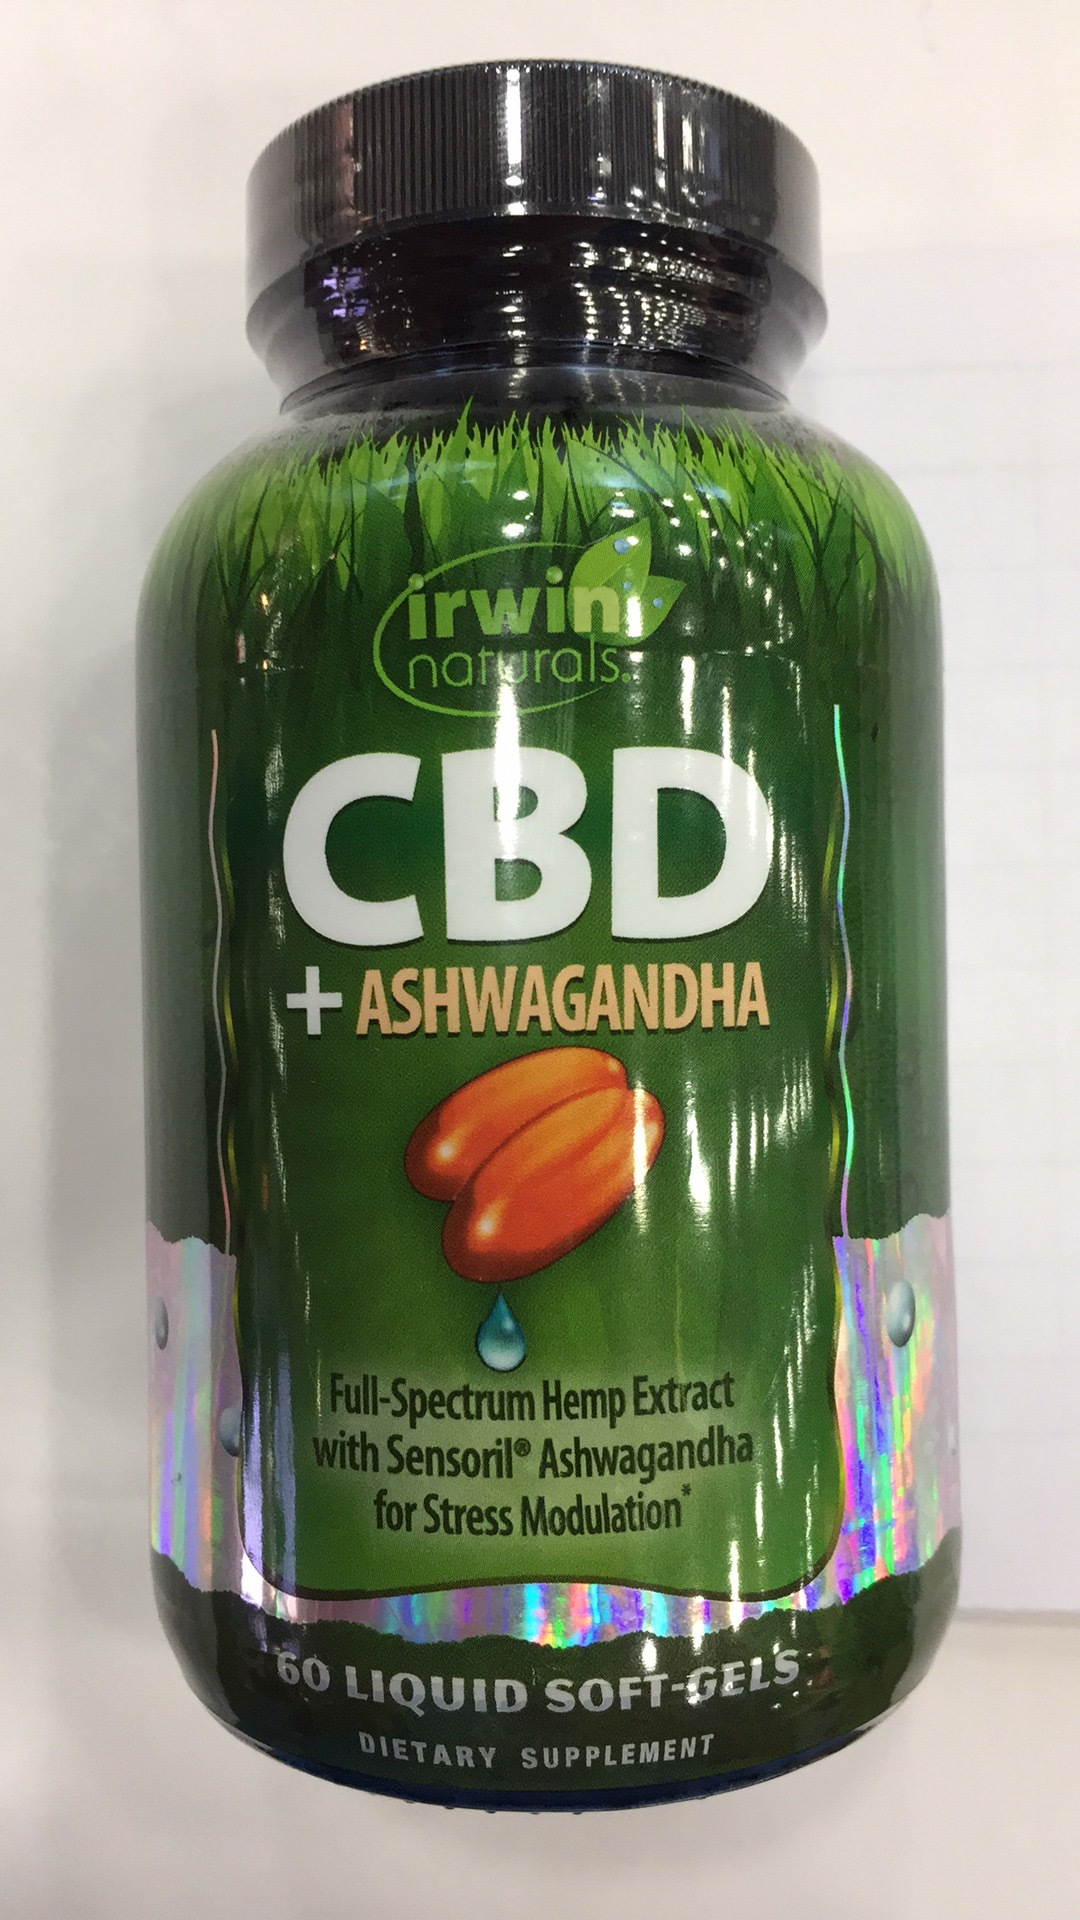 irwin
naturals®
CBD
+ ASHWAGANDHA
Full-Spectrum Hemp Extract
with Sensoril® Ashwagandha
for Stress Modulation*
60 LIQUID SOFT-GELS
DIETARY SUPPLEMENT